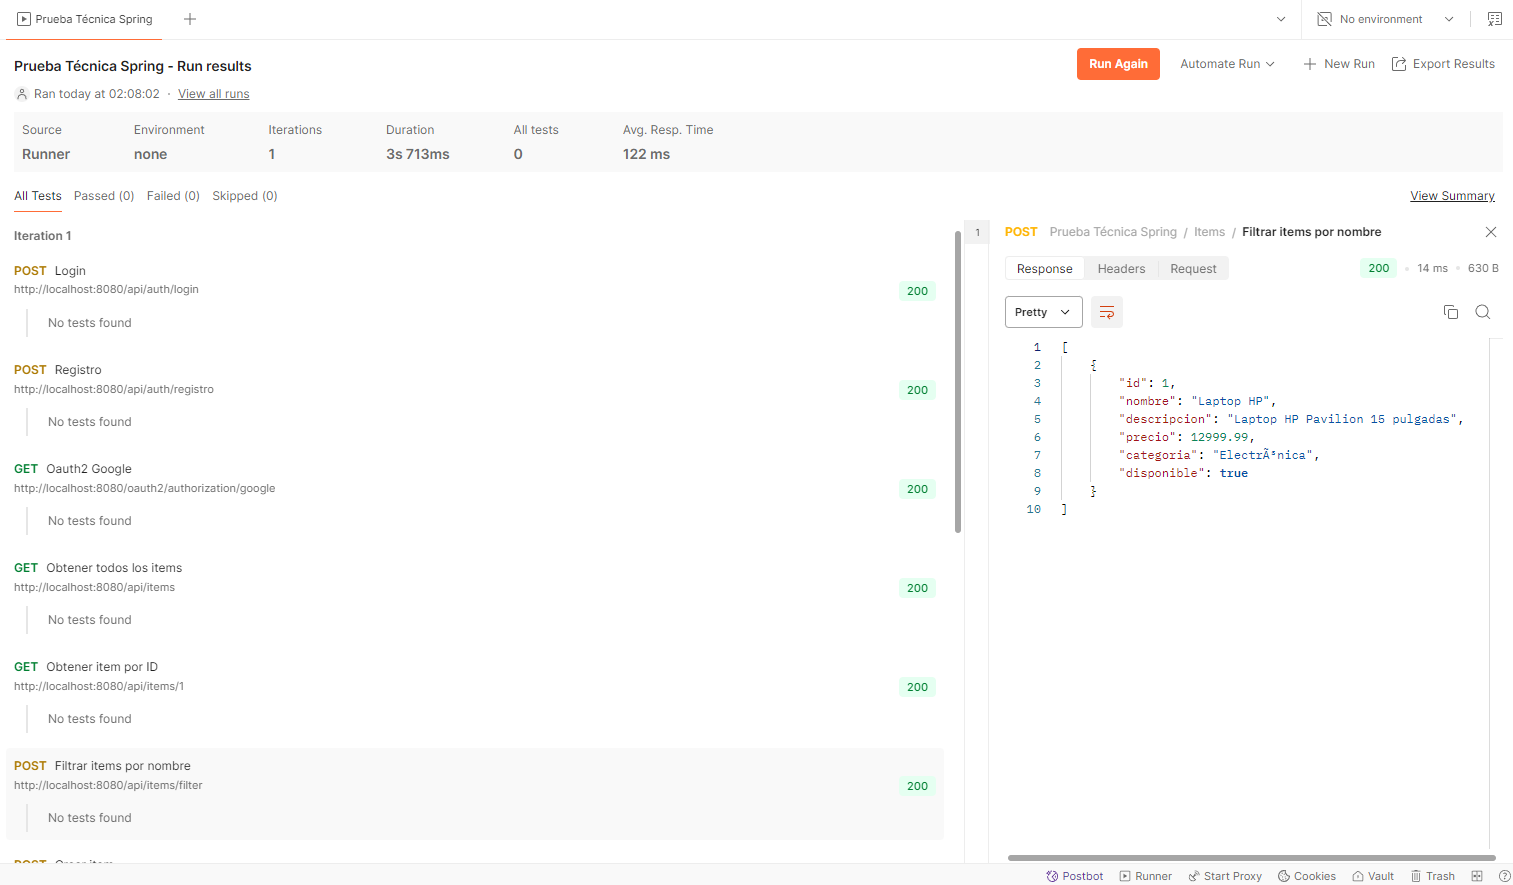 Prueba Técnica Spring
No environment
Prueba Técnica Spring - Run results
Run Again
Automate Run
New Run
Export Results
Ran today at 02:08:02 · View all runs
Source
Environment
Iterations
Duration
All tests
Avg. Resp. Time
Runner
none
1
3s 713ms
0
122 ms
All Tests
Passed (0)
Failed (0)
Skipped (0)
View Summary
Iteration 1
POST Login
http://localhost:8080/api/auth/login
200
No tests found
POST Registro
http://localhost:8080/api/auth/registro
200
No tests found
GET Oauth2 Google
http://localhost:8080/oauth2/authorization/google
200
No tests found
GET Obtener todos los items
http://localhost:8080/api/items
200
No tests found
GET Obtener item por ID
http://localhost:8080/api/items/1
200
No tests found
POST Filtrar items por nombre
http://localhost:8080/api/items/filter
200
No tests found
1
POST Prueba Técnica Spring / Items / Filtrar items por nombre
Response
Headers
Request
200 • 14 ms • 630 B
Pretty
1 [
2 {
3 "id": 1,
4 "nombre": "Laptop HP",
5 "descripcion": "Laptop HP Pavilion 15 pulgadas",
6 "precio": 12999.99,
7 "categoria": "ElectrÃ³nica",
8 "disponible": true
9 }
10 ]
Postbot
Runner
Start Proxy
Cookies
Vault
Trash